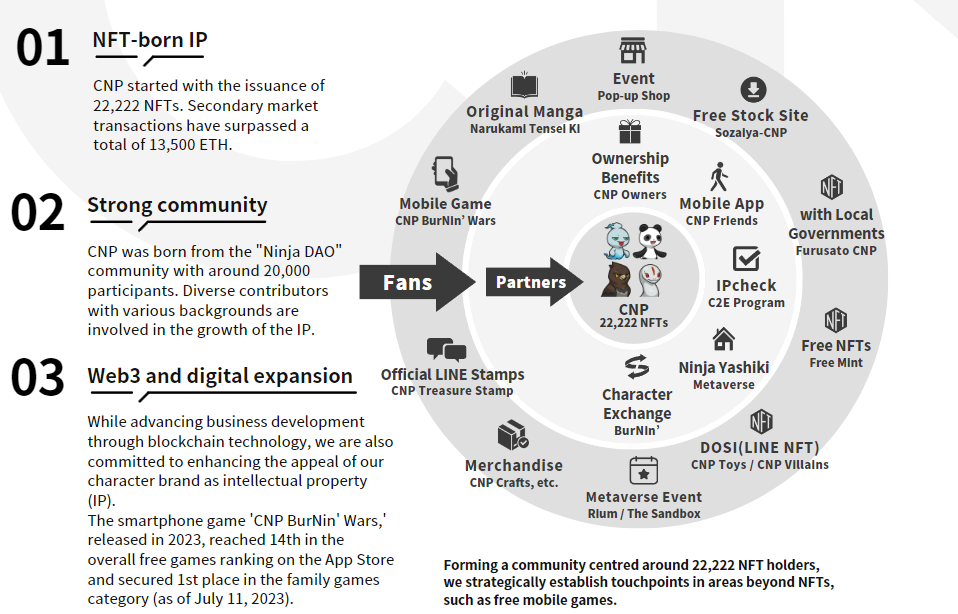 01
NFT-born IP
CNP started with the issuance of
22,222 NFTs. Secondary market
transactions have surpassed a
total of 13,500 ETH.
02
Strong community
CNP was born from the "Ninja DAO"
community with around 20,000
participants. Diverse contributors
with various backgrounds are
involved in the growth of the IP.
03
Web3 and digital expansion
While advancing business development
through blockchain technology, we are also
committed to enhancing the appeal of our
character brand as intellectual property
(IP).
The smartphone game 'CNP BurNin' Wars,'
released in 2023, reached 14th in the
overall free games ranking on the App Store
and secured 1st place in the family games
category (as of July 11, 2023).
Event
Pop-up Shop
Original Manga
Narukami Tensei Ki
Free Stock Site
Sozaiya-CNP
Mobile Game
CNP BurNin' Wars
Ownership
Benefits
CNP Owners
Mobile App
CNP Friends
NFT
with Local
Governments
Furusato CNP
Fans
Partners
CNP
22,222 NFTs
IPcheck
C2E Program
NFT
Free NFTs
Free Mint
Official LINE Stamps
CNP Treasure Stamp
Ninja Yashiki
Metaverse
Character
Exchange
BurNin'
NFT
DOSI(LINE NFT)
CNP Toys / CNP Villains
Merchandise
CNP Crafts, etc.
Metaverse Event
Rium / The Sandbox
Forming a community centred around 22,222 NFT holders,
we strategically establish touchpoints in areas beyond NFTs,
such as free mobile games.